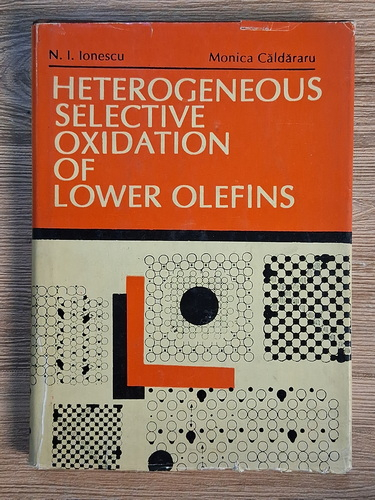 N. I. Ionescu Monica Căldăraru
HETEROGENEOUS
SELECTIVE
OXIDATION
OF
LOWER OLEFINS